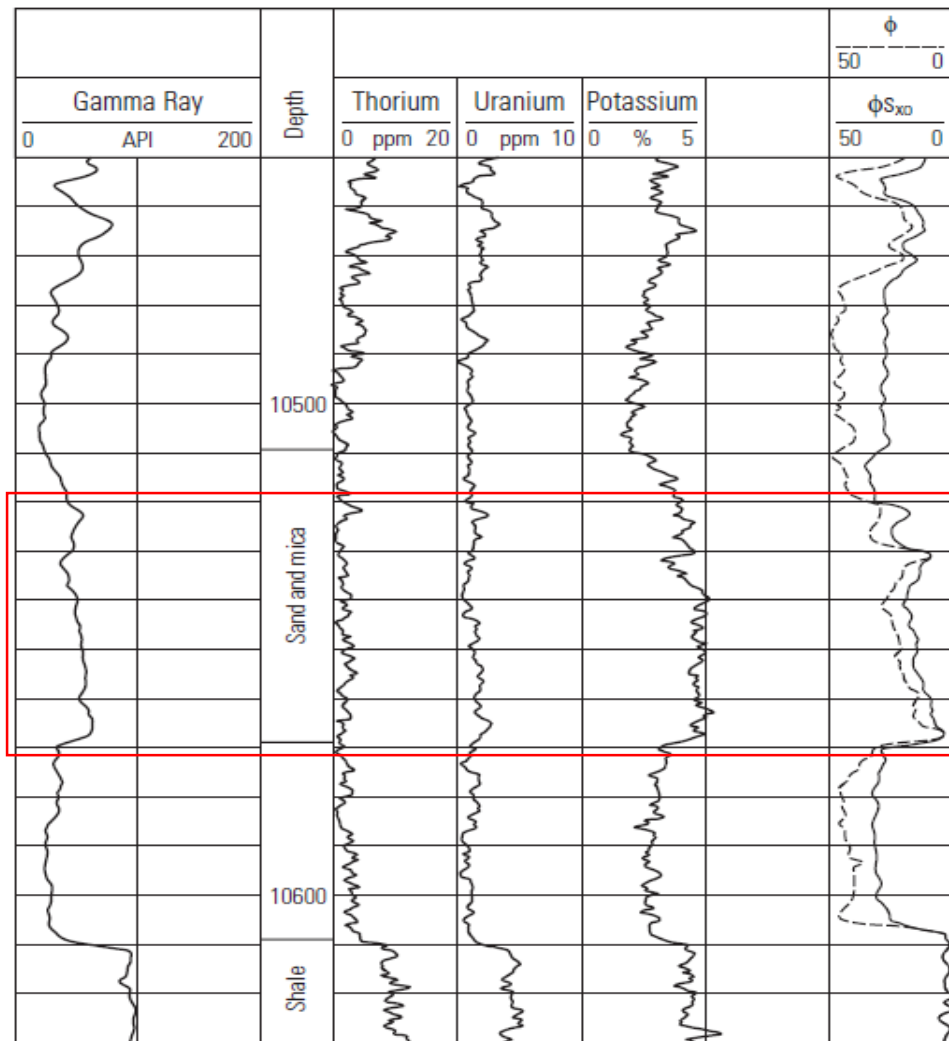 ϕ
50 0
Gamma Ray
0 API 200
Depth
Thorium
0 ppm 20
Uranium
0 ppm 10
Potassium
0 % 5
ϕSxo
50 0
10500
Sand and mica
10600
Shale